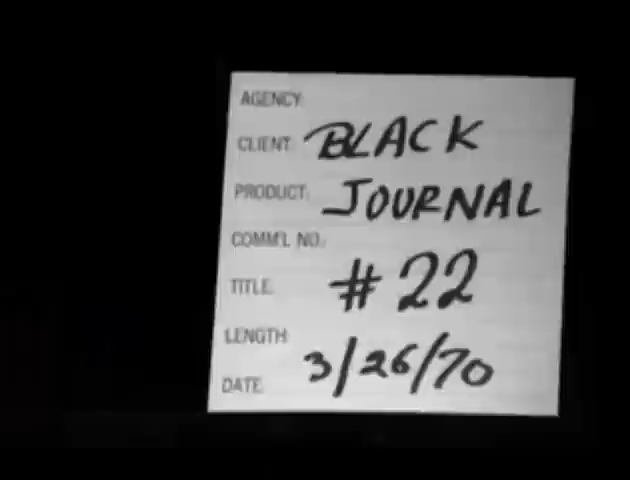 AGENCY:
CLIENT: BLACK
PRODUCT: JOURNAL
COMM'L NO.:
TITLE: #22
LENGTH:
DATE: 3/26/70